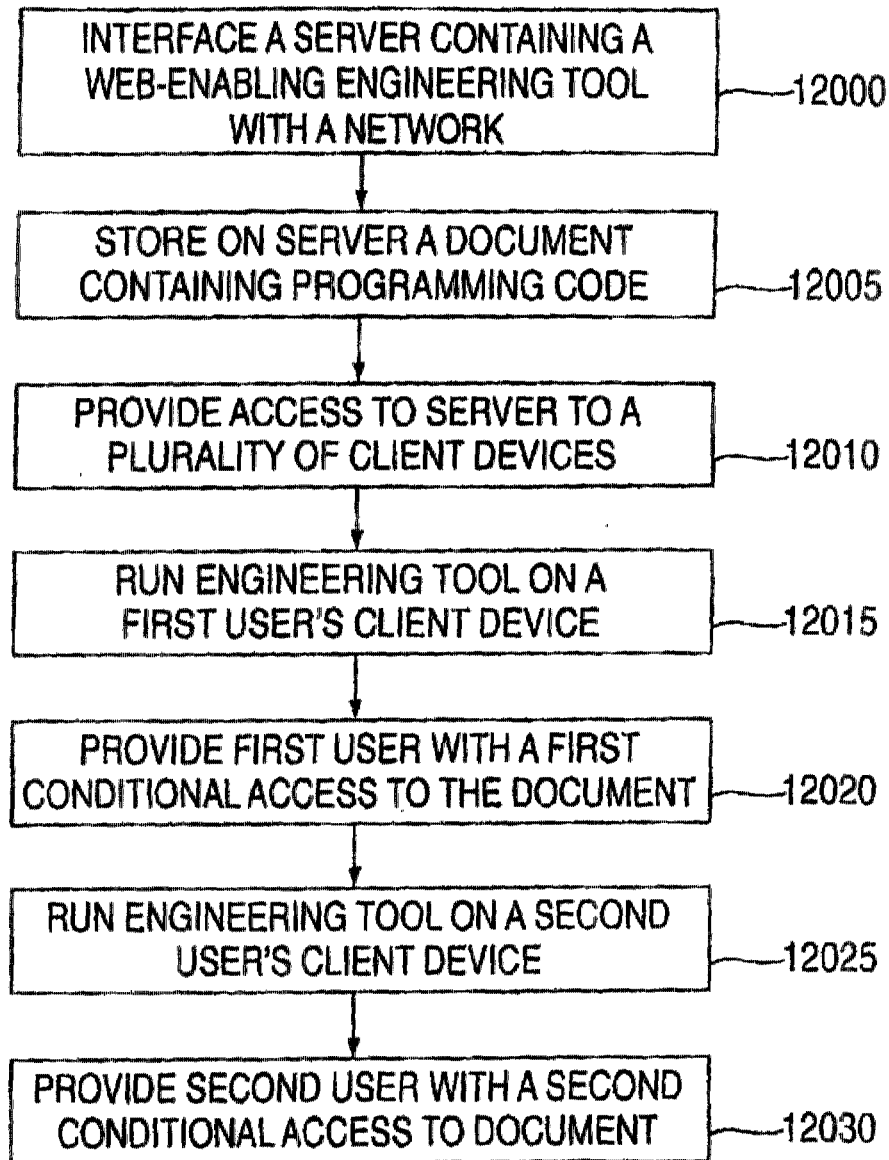 INTERFACE A SERVER CONTAINING A
WEB-ENABLING ENGINEERING TOOL
WITH A NETWORK
12000
STORE ON SERVER A DOCUMENT
CONTAINING PROGRAMMING CODE
12005
PROVIDE ACCESS TO SERVER TO A
PLURALITY OF CLIENT DEVICES
12010
RUN ENGINEERING TOOL ON A
FIRST USER'S CLIENT DEVICE
12015
PROVIDE FIRST USER WITH A FIRST
CONDITIONAL ACCESS TO THE DOCUMENT
12020
RUN ENGINEERING TOOL ON A SECOND
USER'S CLIENT DEVICE
12025
PROVIDE SECOND USER WITH A SECOND
CONDITIONAL ACCESS TO DOCUMENT
12030